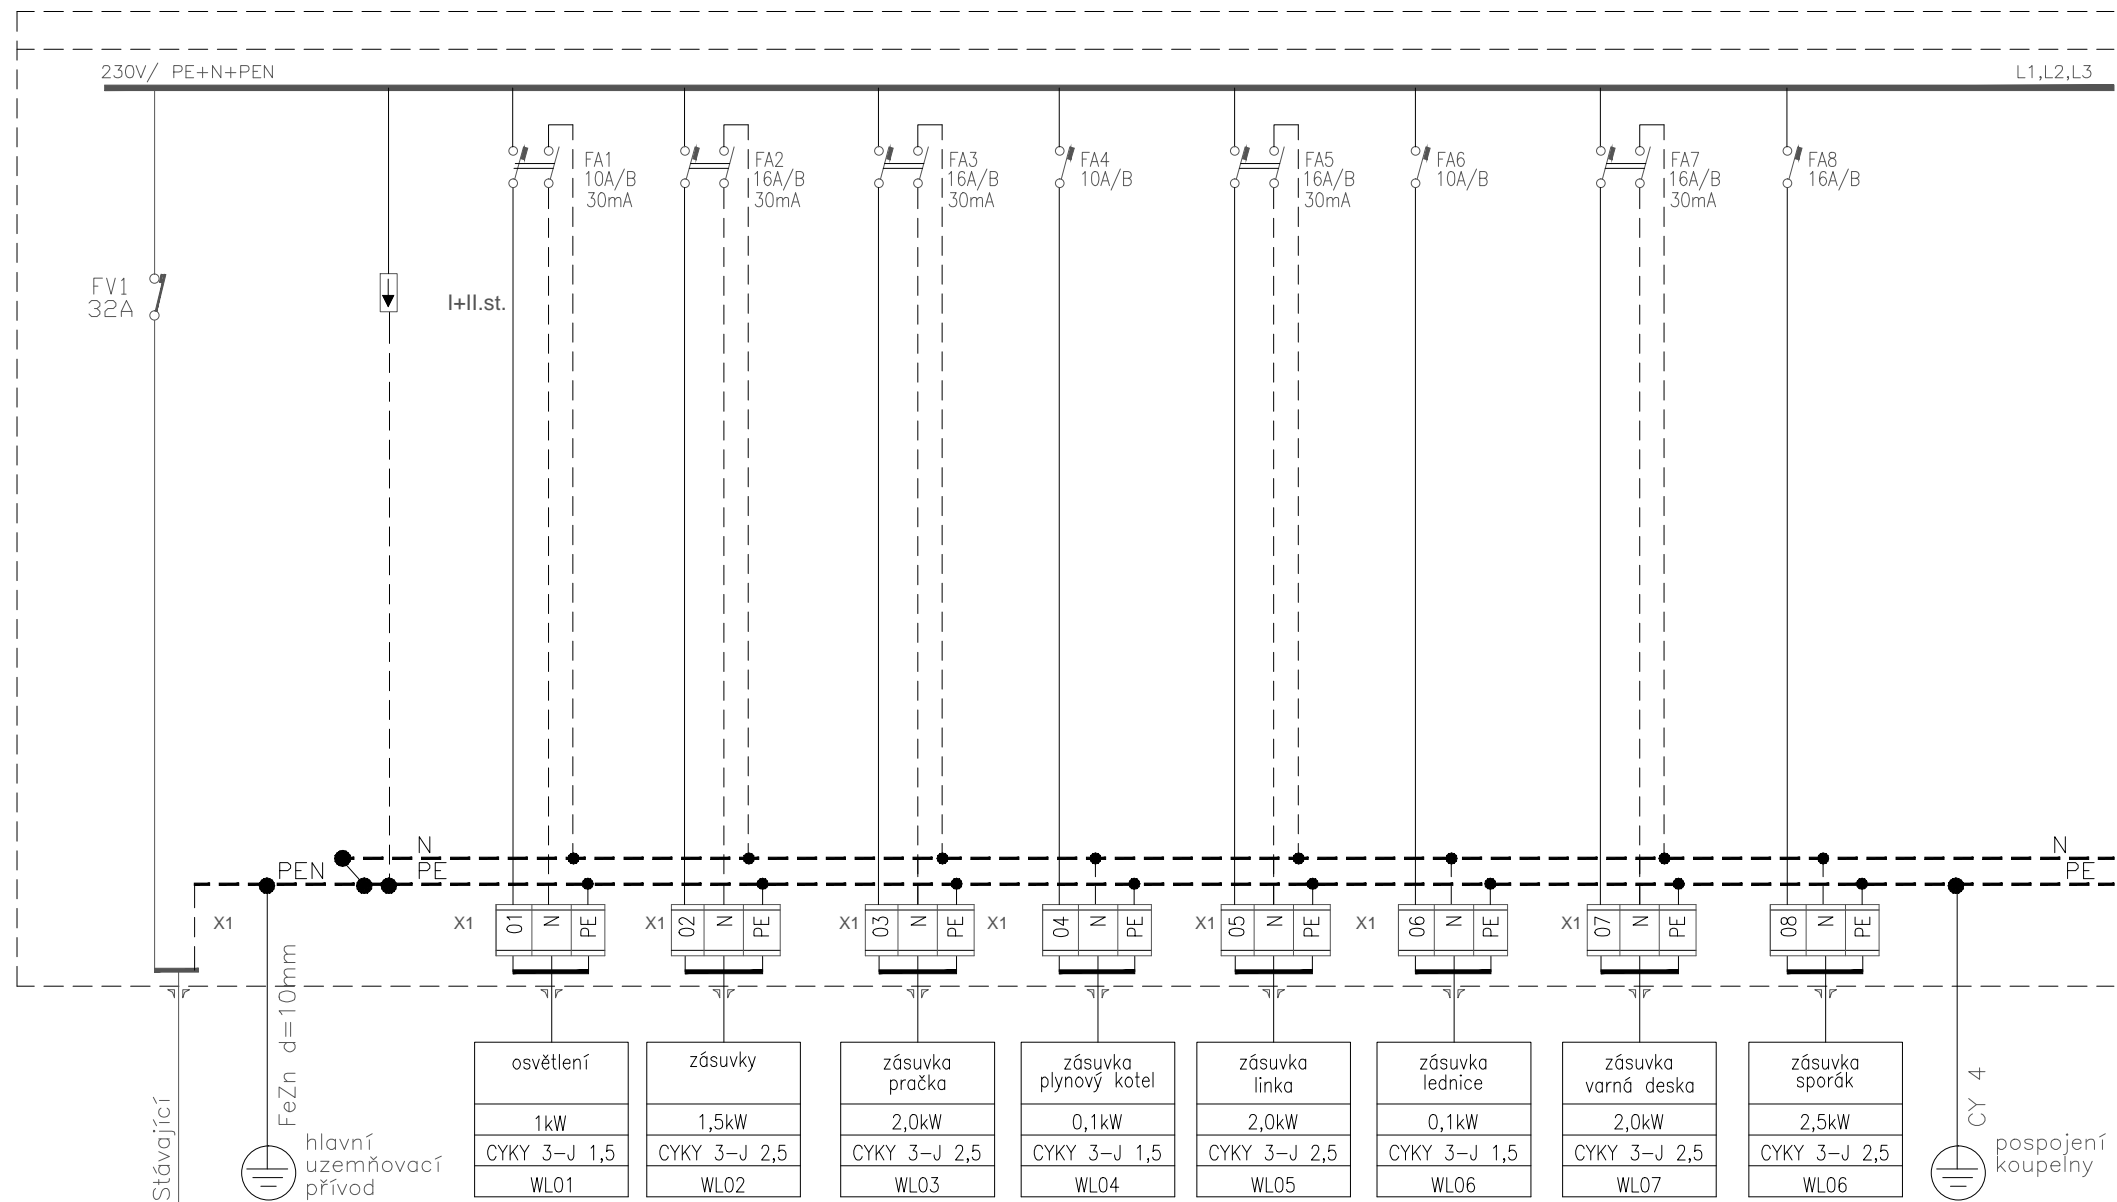 230V/ PE+N+PEN
L1,L2,L3
FA1
10A/B
30mA
FA2
16A/B
30mA
FA3
16A/B
30mA
FA4
10A/B
FA5
16A/B
30mA
FA6
10A/B
FA7
16A/B
30mA
FA8
16A/B
FV1
32A
I+II.st.
N
N
PEN
PE
PE
X1
X1
01
N
PE
X1
02
N
PE
X1
03
N
PE
X1
04
N
PE
X1
05
N
PE
X1
06
N
PE
X1
07
N
PE
08
N
PE
Stávající
FeZn d=10mm
hlavní
uzemňovací
přívod
osvětlení
1kW
CYKY 3-J 1,5
WL01
zásuvky
1,5kW
CYKY 3-J 2,5
WL02
zásuvka
pračka
2,0kW
CYKY 3-J 2,5
WL03
zásuvka
plynový kotel
0,1kW
CYKY 3-J 1,5
WL04
zásuvka
linka
2,0kW
CYKY 3-J 2,5
WL05
zásuvka
lednice
0,1kW
CYKY 3-J 1,5
WL06
zásuvka
varná deska
2,0kW
CYKY 3-J 2,5
WL07
zásuvka
sporák
2,5kW
CYKY 3-J 2,5
WL06
CY 4
pospojení
koupelny